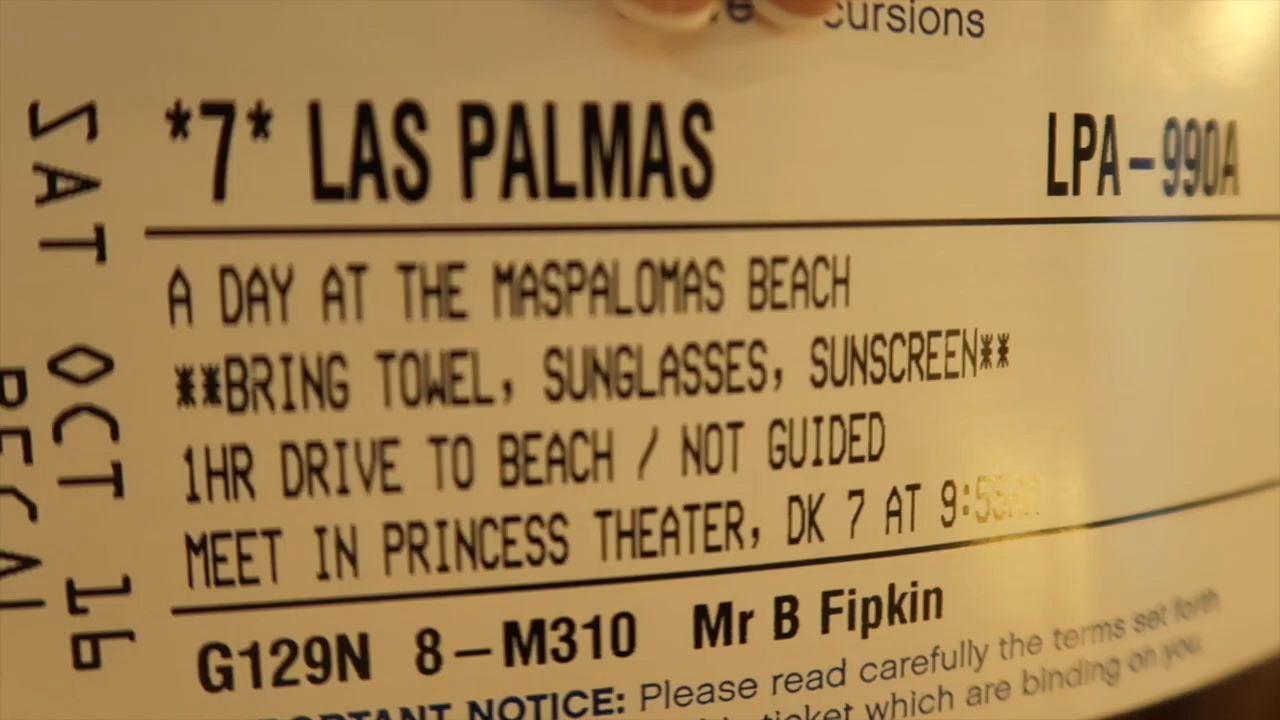 cursions
*7* LAS PALMAS LPA-990A
A DAY AT THE MASPALOMAS BEACH
**BRING TOWEL, SUNGLASSES, SUNSCREEN**
1HR DRIVE TO BEACH / NOT GUIDED
MEET IN PRINCESS THEATER, DK 7 AT 9:55AM
G129N 8-M310 Mr B Fipkin
ORTANT NOTICE: Please read carefully the terms set forth
ticket which are binding on you
SAT OCT 16